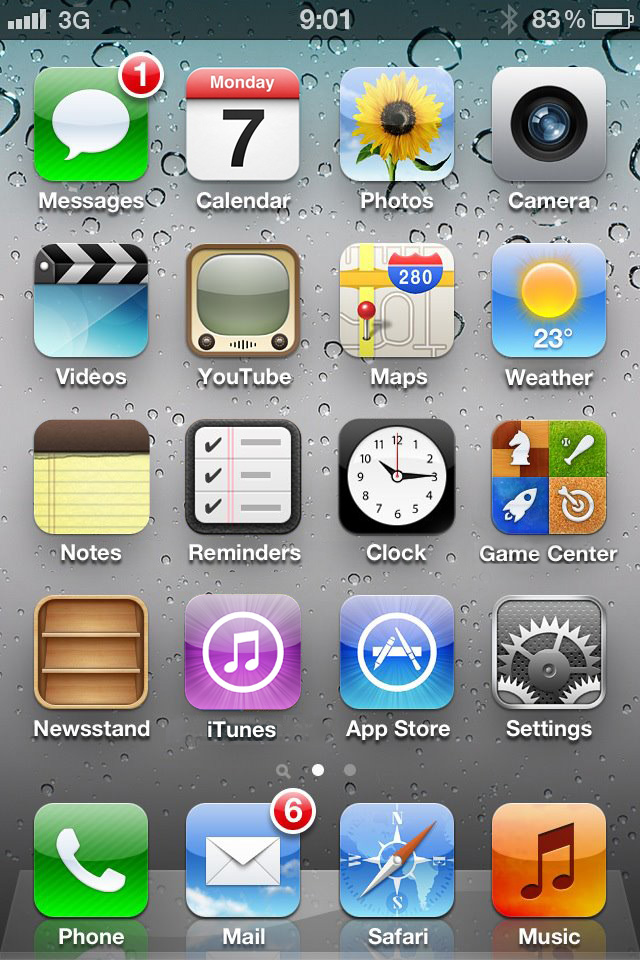 3G 9:01 83%
1
Monday
7
Messages Calendar Photos Camera
280
23°
Videos YouTube Maps Weather
12
11 1
10 2
9 3
8 4
7 5
6
Notes Reminders Clock Game Center
Newsstand iTunes App Store Settings
6
N
W E
S
Phone Mail Safari Music